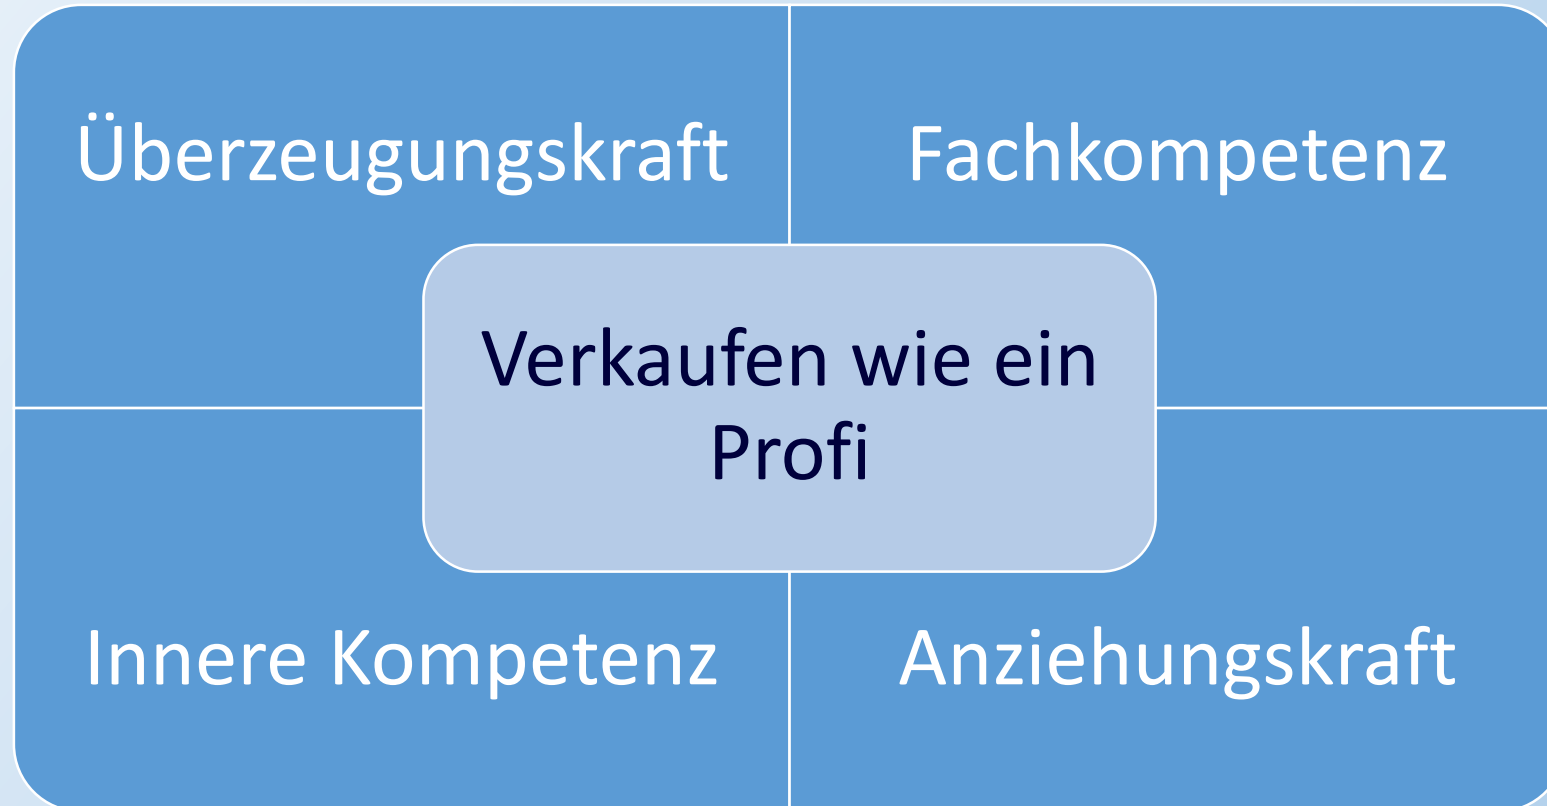 Überzeugungskraft
Fachkompetenz
Verkaufen wie ein
Profi
Innere Kompetenz
Anziehungskraft